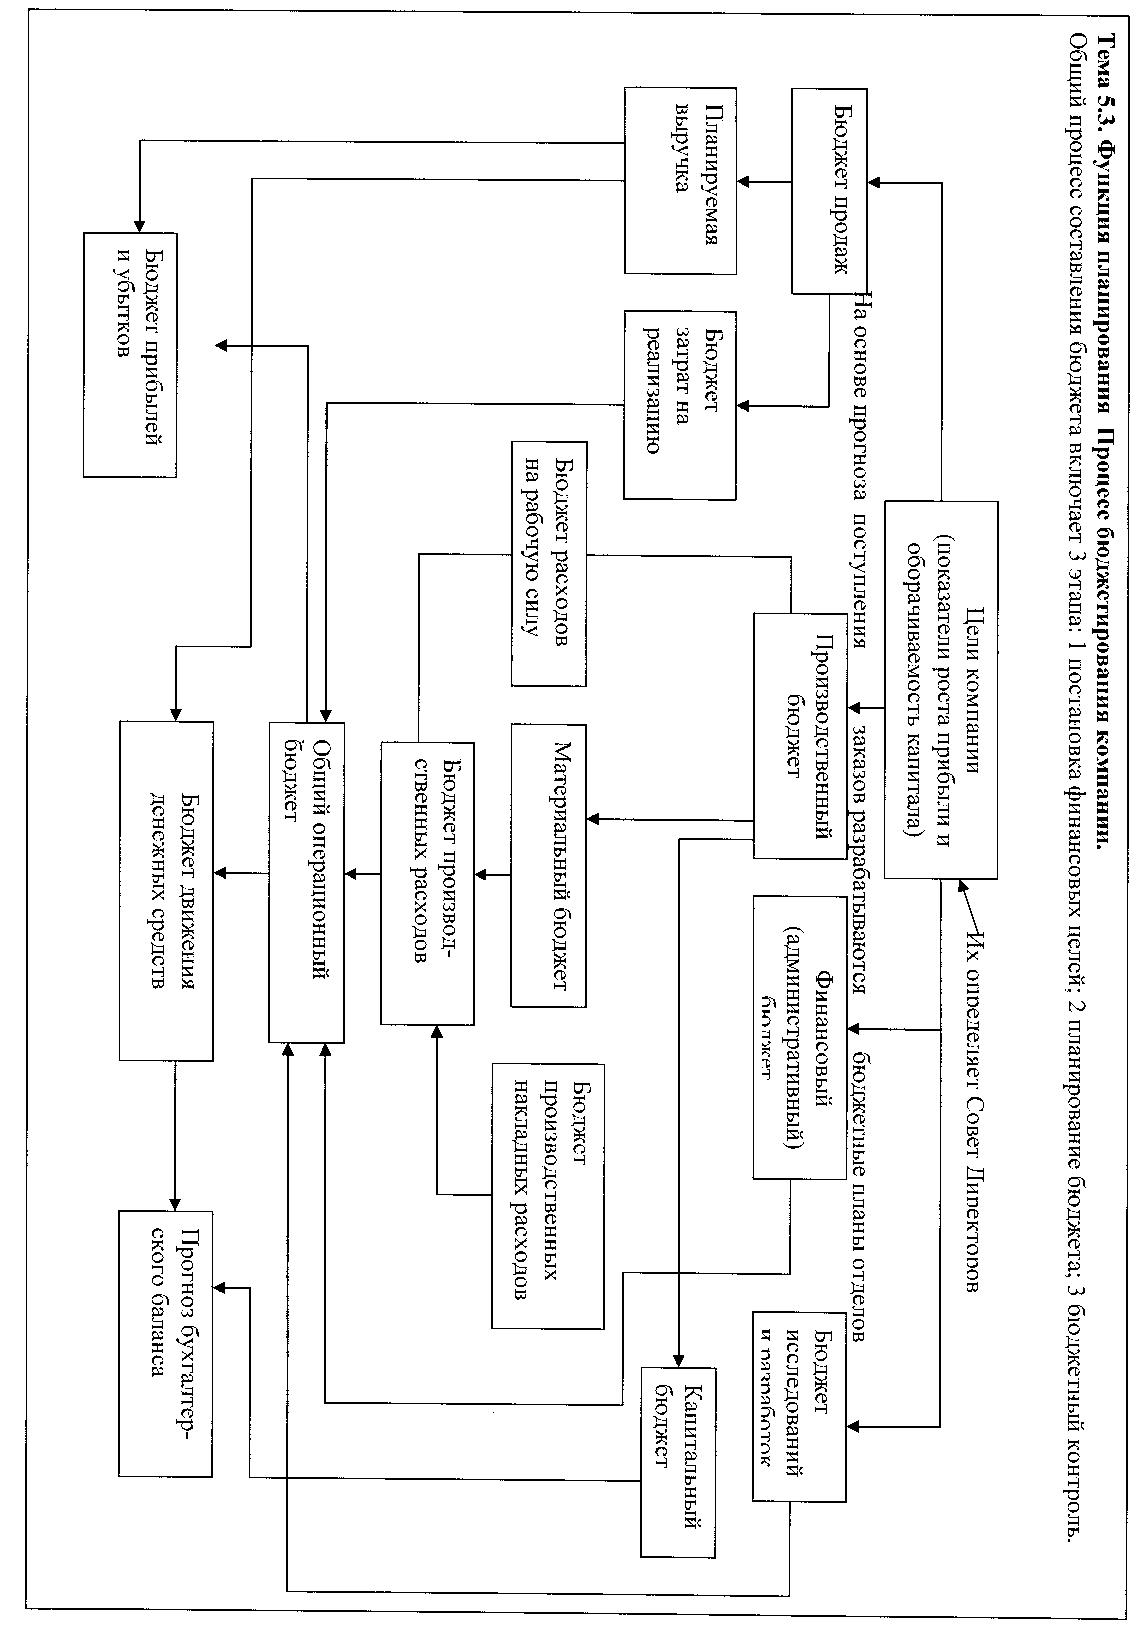 Тема 5.3. Функция планирования Процесс бюджетирования компании.
Общий процесс составления бюджета включает 3 этапа: 1 постановка финансовых целей; 2 планирование бюджета; 3 бюджетный контроль.
Их определяет Совет Директоров
Цели компании
(показатели роста прибыли и
оборачиваемость капитала)
На основе прогноза поступления заказов разрабатываются бюджетные планы отделов
Бюджет продаж
Производственный
бюджет
Финансовый
(административный)
бюджет
Бюджет
исследований
и разработок
Планируемая
выручка
Бюджет
затрат на
реализацию
Капитальный
бюджет
Бюджет расходов
на рабочую силу
Материальный бюджет
Бюджет
производственных
накладных расходов
Бюджет производ-
ственных расходов
Общий операционный
бюджет
Бюджет прибылей
и убытков
Бюджет движения
денежных средств
Прогноз бухгалтер-
ского баланса